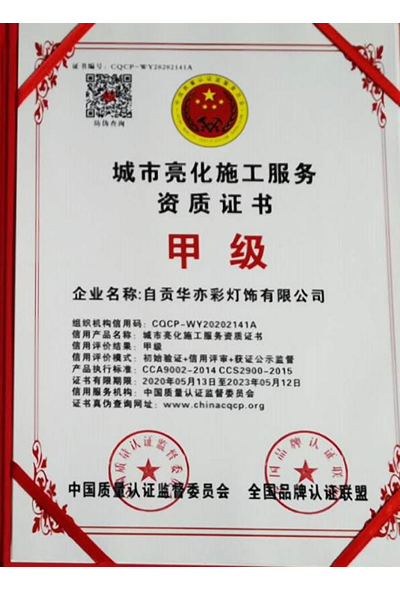 证书编号：CQCP-WY20202141A
防伪查询
城市亮化施工服务
资质证书
甲级
企业名称:自贡华亦彩灯饰有限公司
组织机构信用码：CQCP-WY20202141A
信用产品名称：城市亮化施工服务资质证书
信用评价结果：甲级
信用评价模式：初始验证+信用评审+获证公示监督
产品执行标准：CCA9002-2014 CCS2900-2015
证书有限期限：2020年05月13日至2023年05月12日
信用服务机构：中国质量认证监督委员会
证书真伪查询网址：www.chinacqcp.org
中国质量认证监督委员会 全国品牌认证联盟